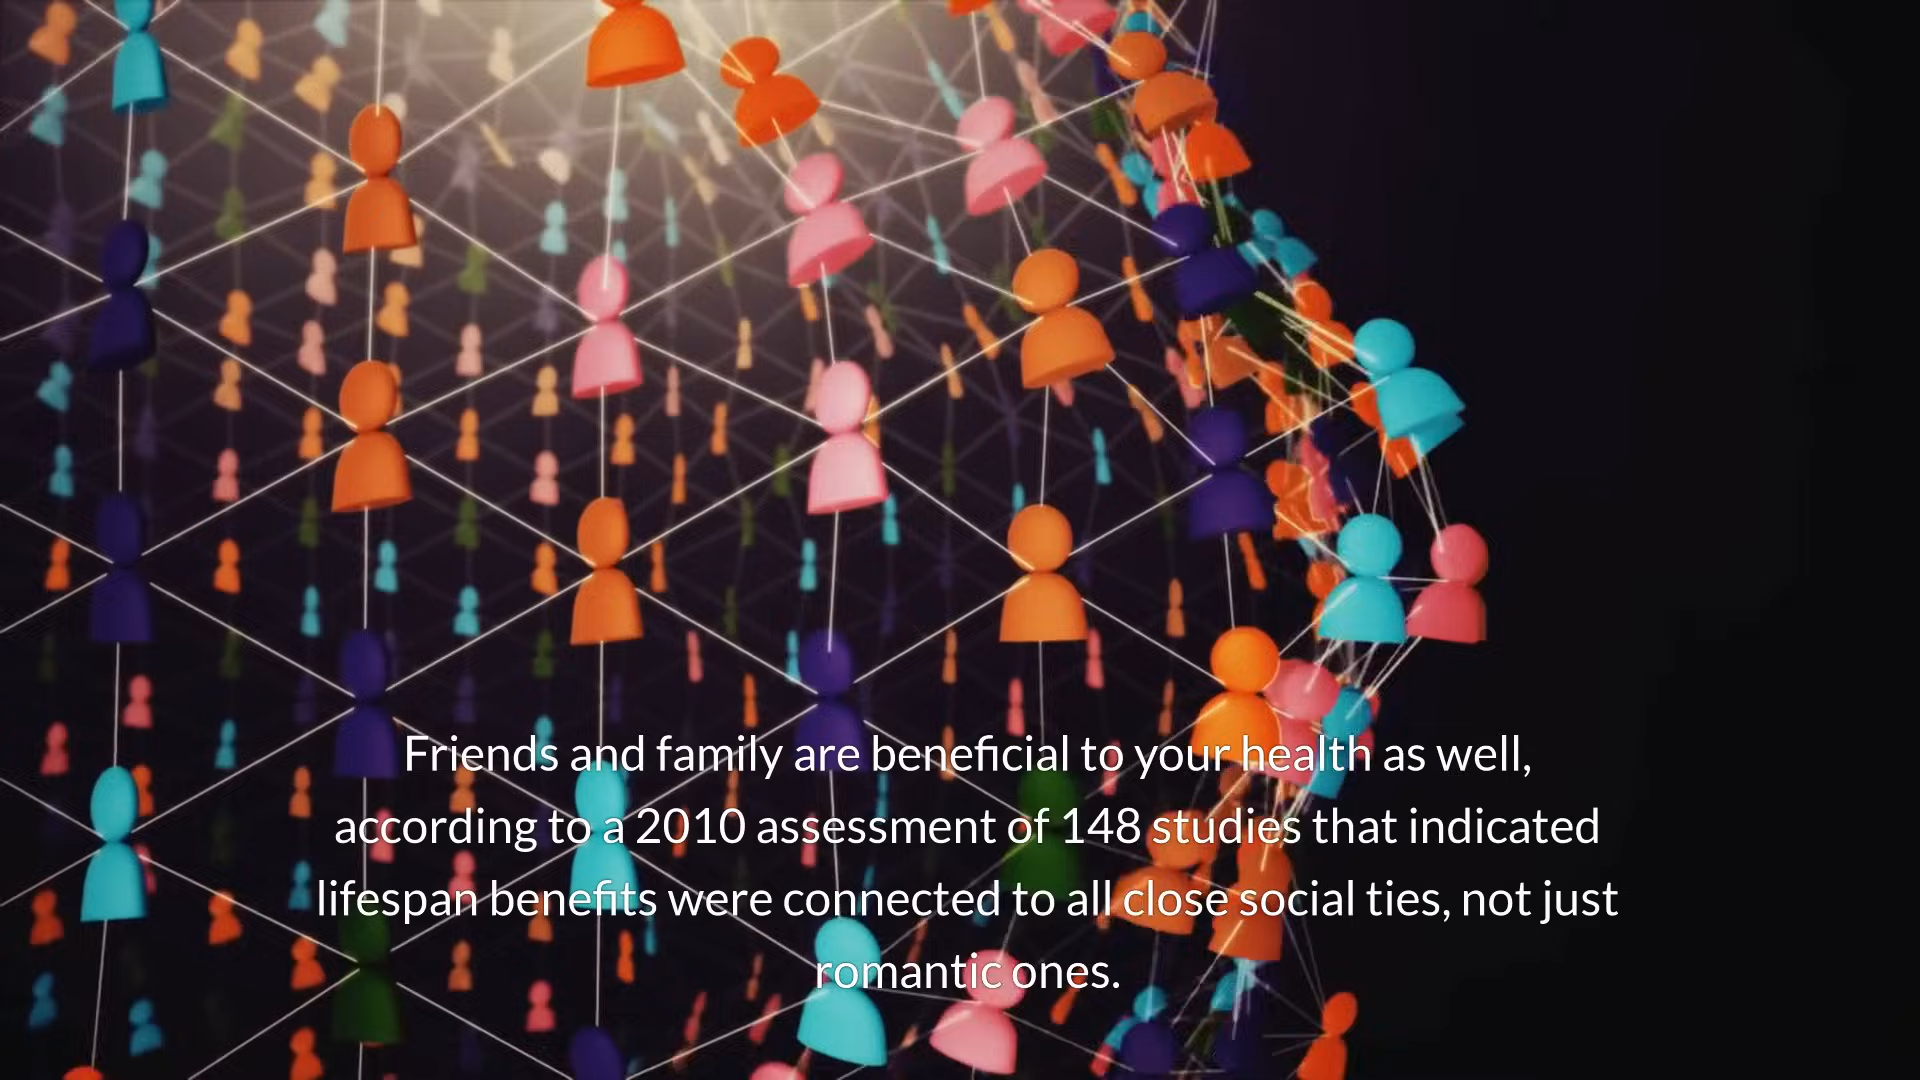 Friends and family are beneficial to your health as well,
according to a 2010 assessment of 148 studies that indicated
lifespan benefits were connected to all close social ties, not just
romantic ones.